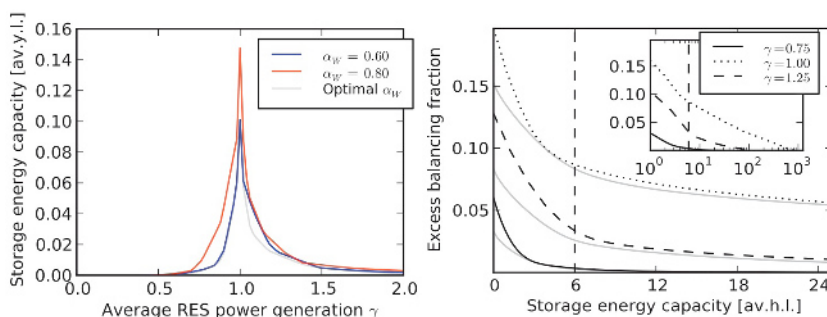 Storage energy capacity [av.y.l.]
0.16
0.14
0.12
0.10
0.08
0.06
0.04
0.02
0.00
0.0 0.5 1.0 1.5 2.0
Average RES power generation γ
α_W = 0.60
α_W = 0.80
Optimal α_W
Excess balancing fraction
0.15
0.10
0.05
0 6 12 18 24
Storage energy capacity [av.h.l.]
0.15
0.10
0.05
10^0 10^1 10^2 10^3
γ=0.75
γ=1.00
γ=1.25